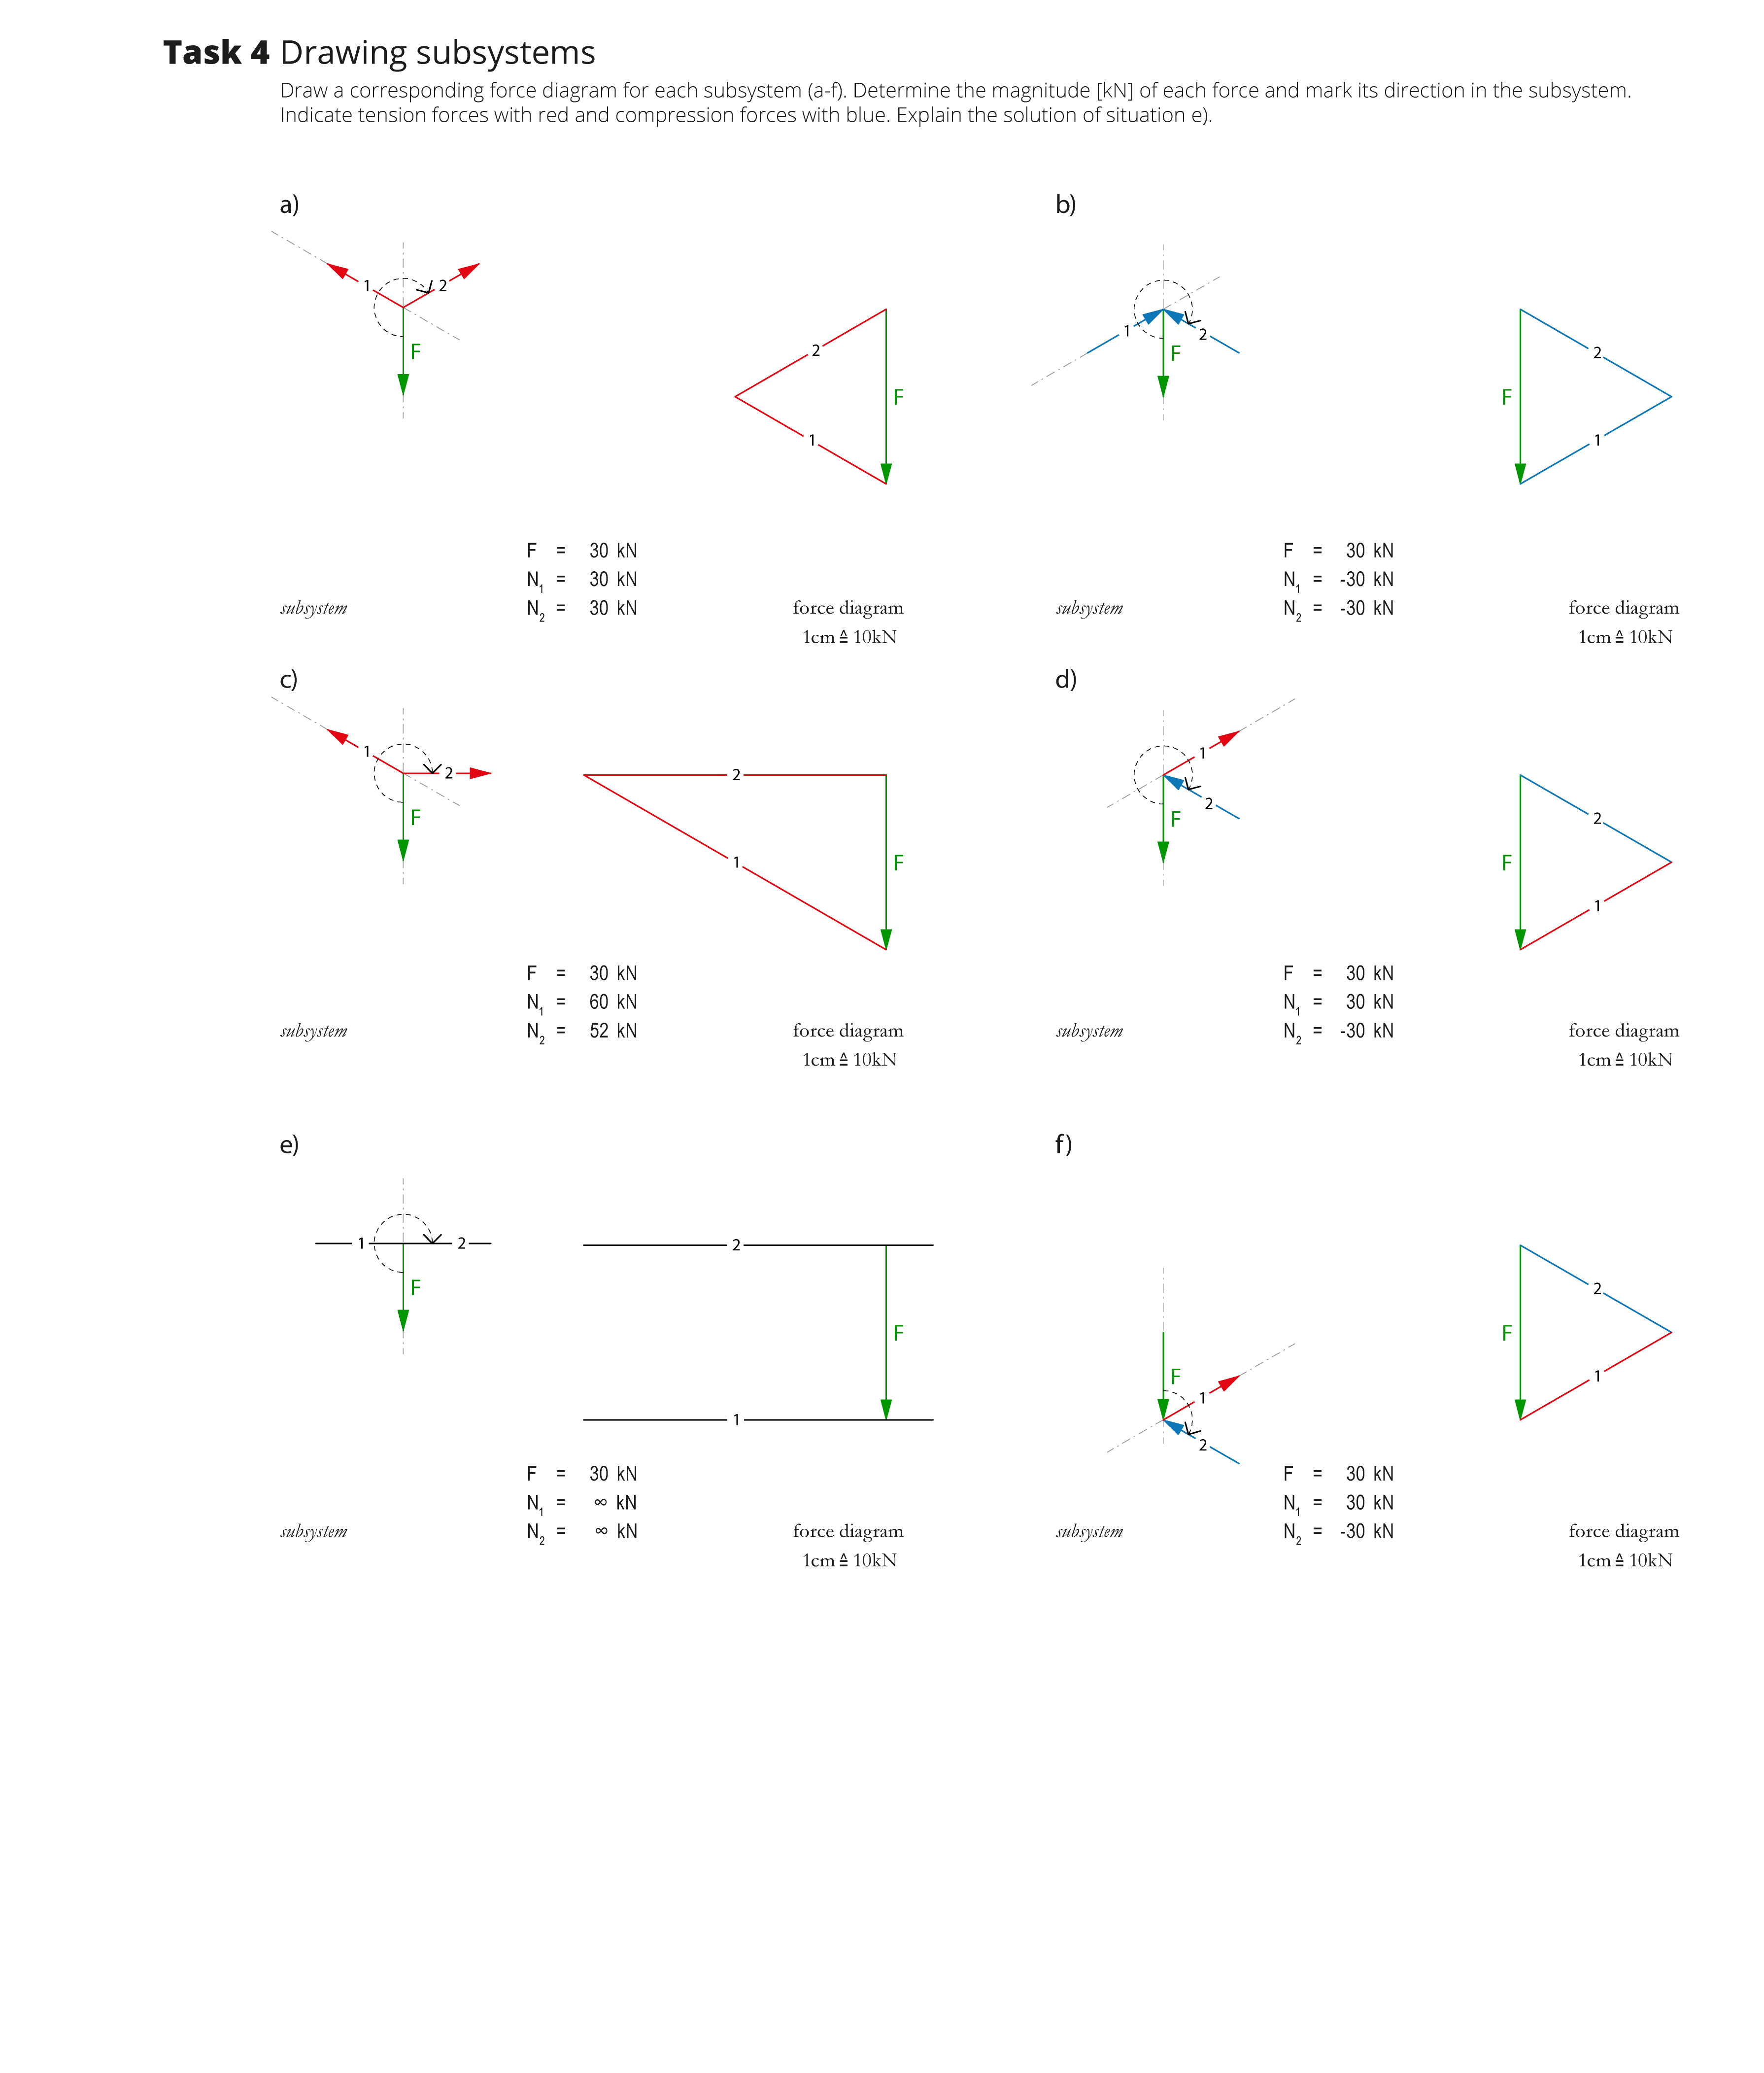 Task 4 Drawing subsystems
Draw a corresponding force diagram for each subsystem (a-f). Determine the magnitude [kN] of each force and mark its direction in the subsystem.
Indicate tension forces with red and compression forces with blue. Explain the solution of situation e).
a)
1
2
F
2
F
1
F = 30 kN
N1 = 30 kN
N2 = 30 kN
subsystem
force diagram
1cm ≙ 10kN
b)
1
2
F
2
F
1
F = 30 kN
N1 = -30 kN
N2 = -30 kN
subsystem
force diagram
1cm ≙ 10kN
c)
1
2
F
2
1
F
F = 30 kN
N1 = 60 kN
N2 = 52 kN
subsystem
force diagram
1cm ≙ 10kN
d)
1
2
F
2
F
1
F = 30 kN
N1 = 30 kN
N2 = -30 kN
subsystem
force diagram
1cm ≙ 10kN
e)
1
2
F
2
F
1
F = 30 kN
N1 = ∞ kN
N2 = ∞ kN
subsystem
force diagram
1cm ≙ 10kN
f)
F
1
2
2
F
1
F = 30 kN
N1 = 30 kN
N2 = -30 kN
subsystem
force diagram
1cm ≙ 10kN